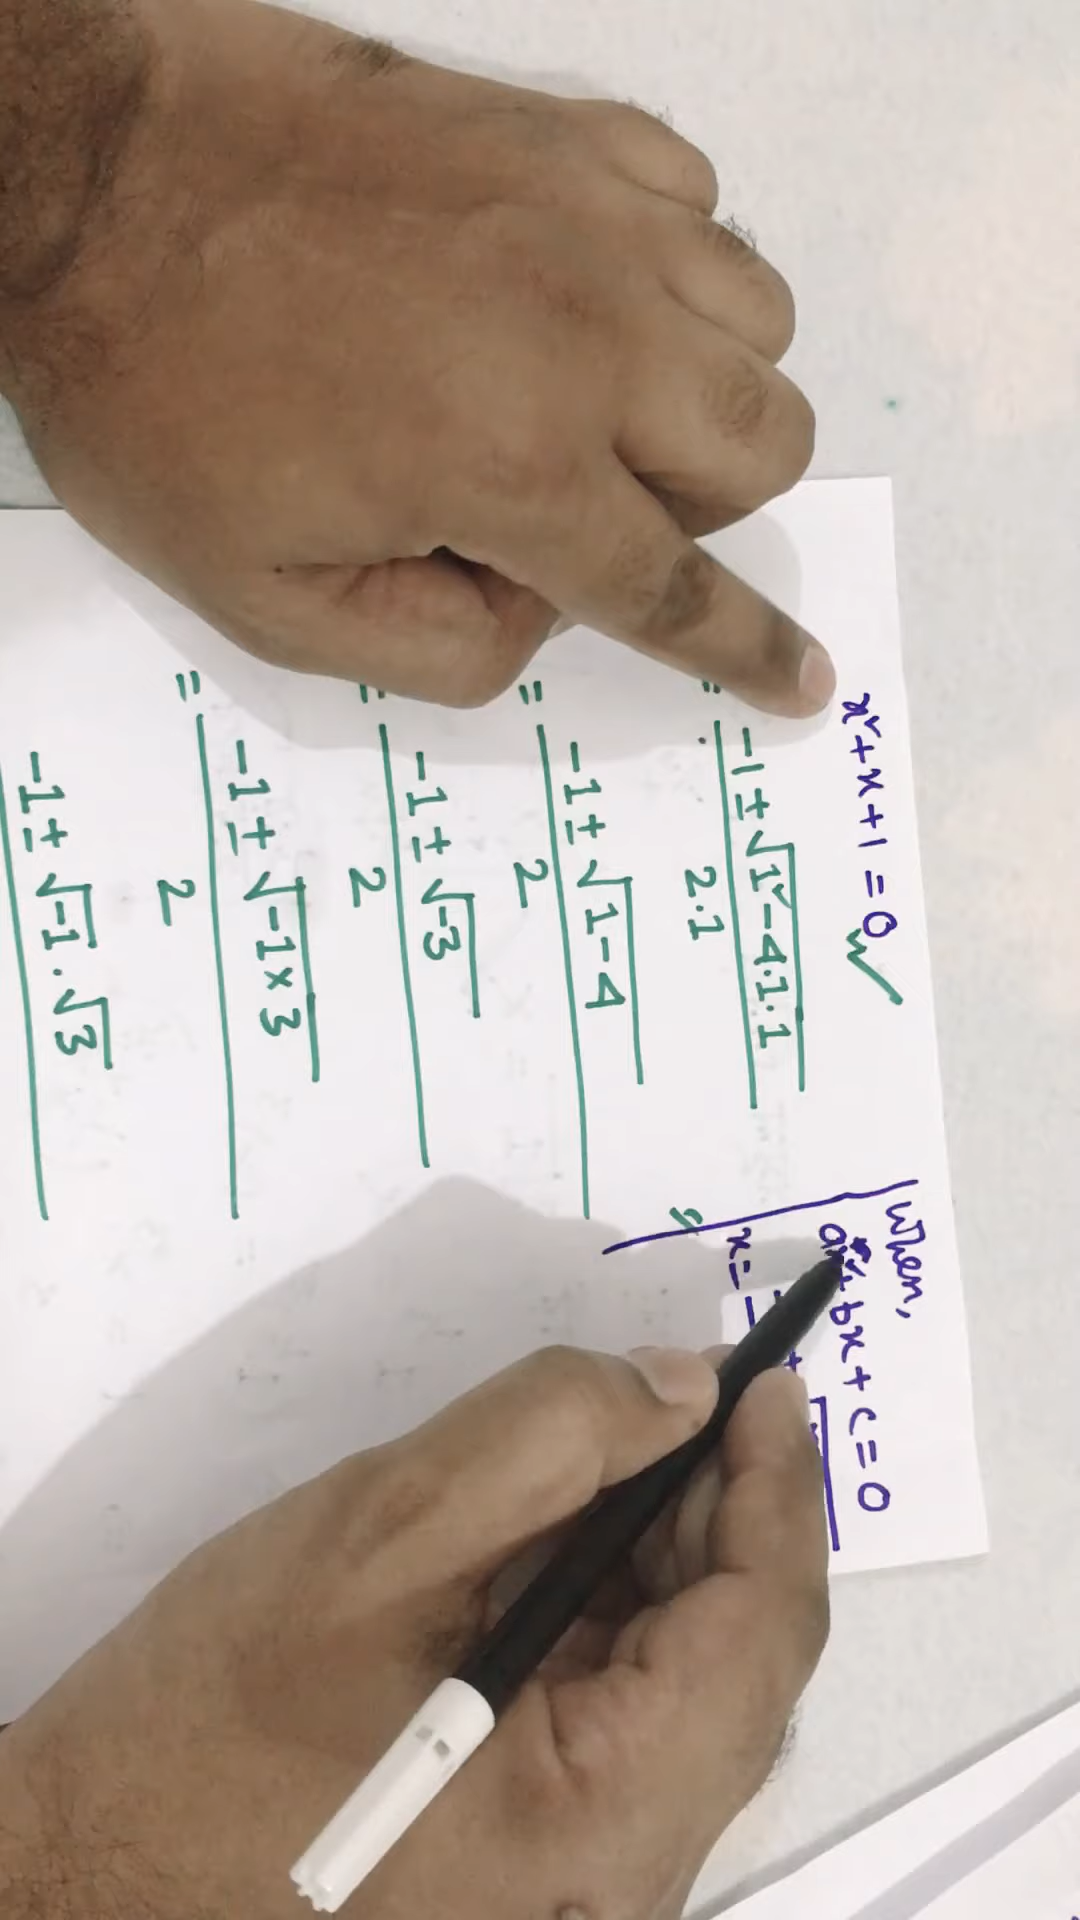 x²+x+1 = 0
= -1±√1²-4.1.1
2.1
= -1±√1-4
2
= -1±√-3
2
= -1±√-1×3
2
-1±√-1.√3
When,
ax²+bx+c=0
x=